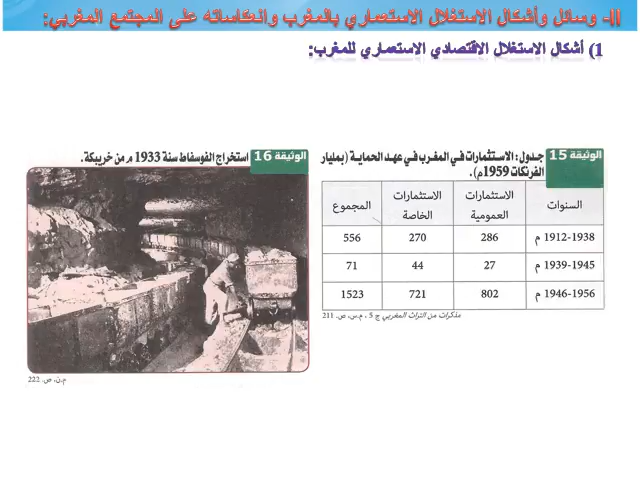 II- وسائل وأشكال الاستغلال الاستعماري بالمغرب وانعكاساته على المجتمع المغربي:
1) أشكال الاستغلال الاقتصادي الاستعماري للمغرب:
الوثيقة 15 جدول: الاستثمارات في المغرب في عهد الحماية (بمليار
الفرنكات 1959م).
السنوات الاستثمارات العمومية الاستثمارات الخاصة المجموع
1912-1938 م 286 270 556
1939-1945 م 27 44 71
1946-1956 م 802 721 1523
مذكرات من التراث المغربي ج 5 ، م.س، ص. 211
الوثيقة 16 استخراج الفوسفاط سنة 1933 م من خريبكة.
م.ن، ص. 222